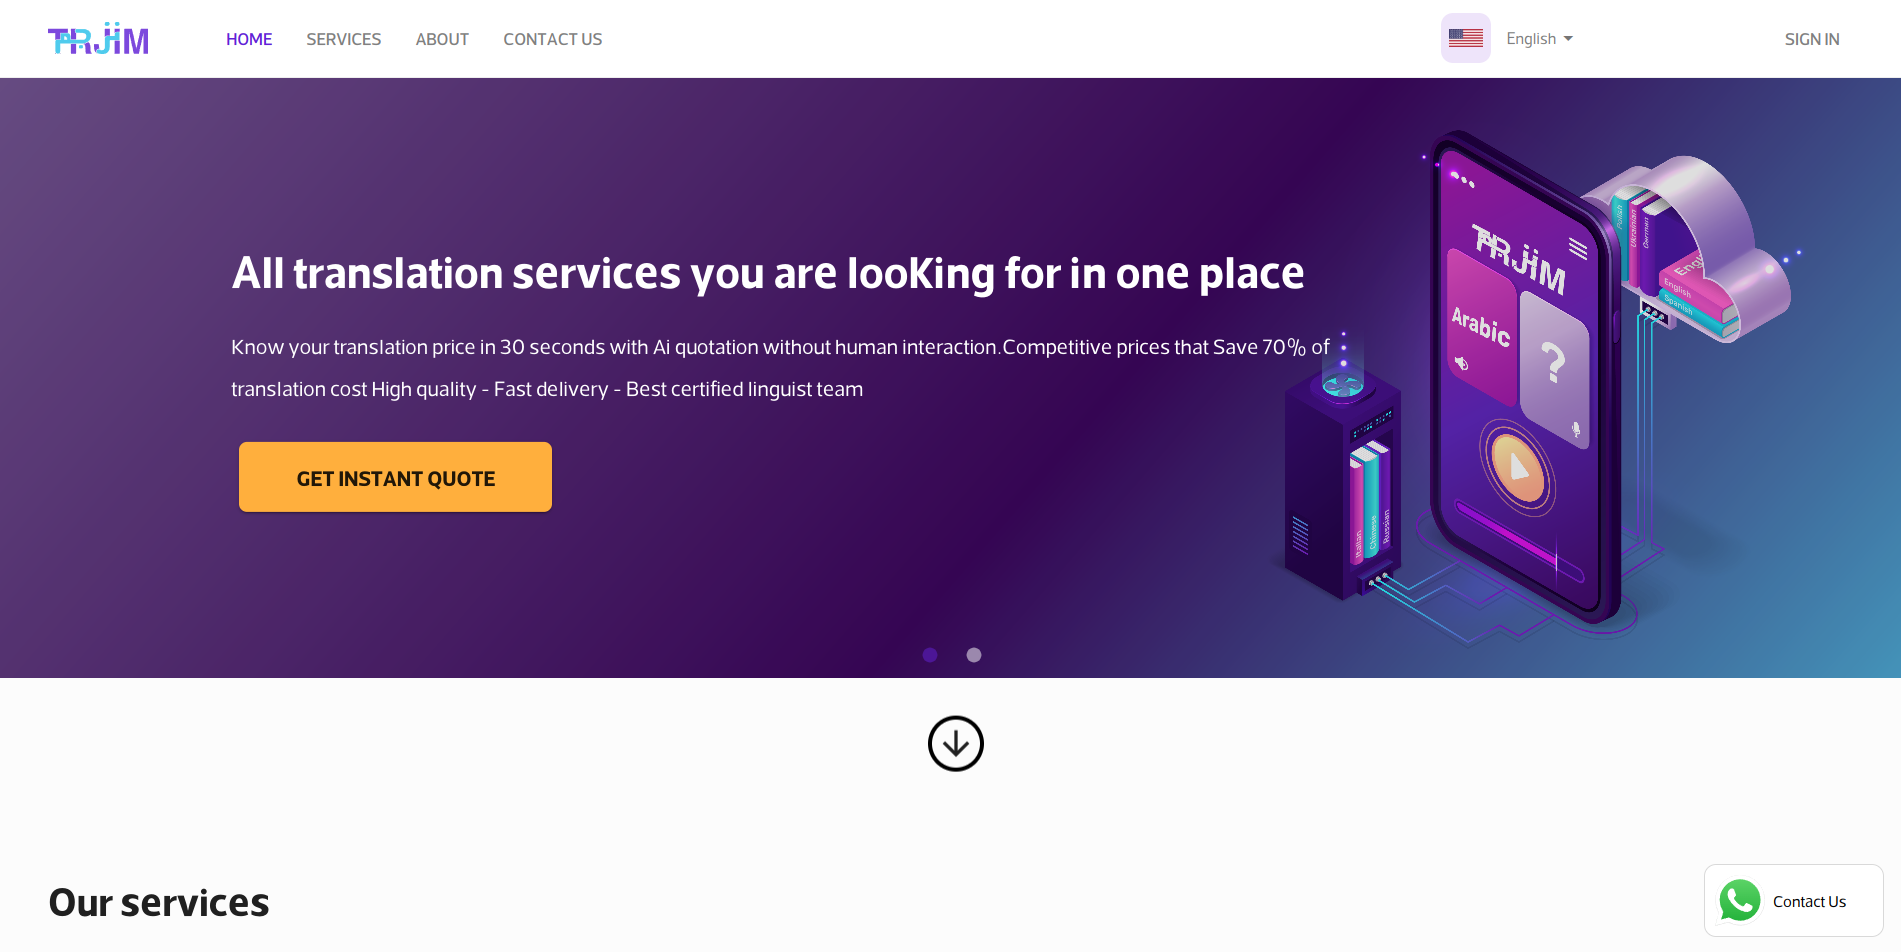 TARJIM
HOME
SERVICES
ABOUT
CONTACT US
English
SIGN IN
All translation services you are looKing for in one place
Know your translation price in 30 seconds with Ai quotation without human interaction.Competitive prices that Save 70% of
translation cost High quality - Fast delivery - Best certified linguist team
GET INSTANT QUOTE
TARJIM
Arabic
?
Polish
Ukrainian
German
English
Spanish
Italian
Chinese
Russian
Our services
Contact Us